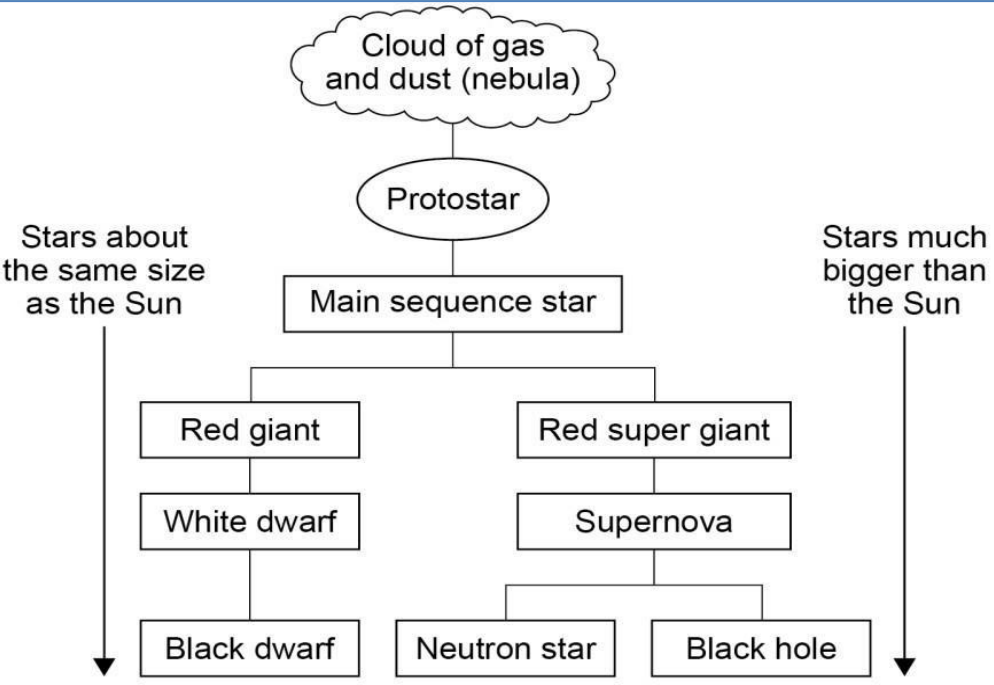 Cloud of gas
and dust (nebula)
Protostar
Stars about
the same size
as the Sun
Stars much
bigger than
the Sun
Main sequence star
Red giant
Red super giant
White dwarf
Supernova
Black dwarf
Neutron star
Black hole